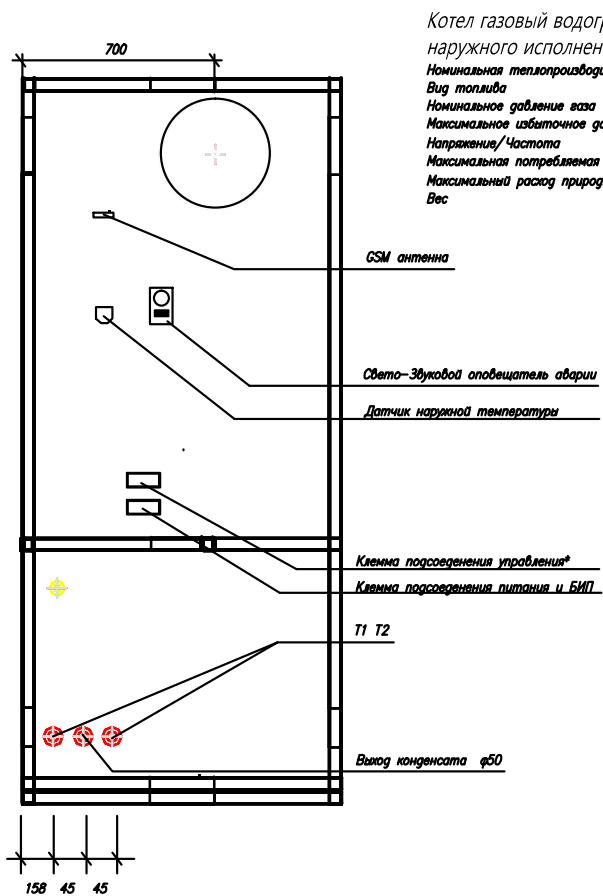 Котел газовый водогр
наружного исполнен
Номинальная теплопроизводи
Вид топлива
Номинальное давление газа
Максимальное избыточное да
Напряжение/Частота
Максимальная потребляемая
Максимальный расход природ
Вес
700
GSM антенна
Свето-Звуковой оповещатель аварии
Датчик наружной температуры
Клемма подсоеденения управления*
Клемма подсоеденения питания и БИП
Т1 Т2
Выход конденсата φ50
158 45 45